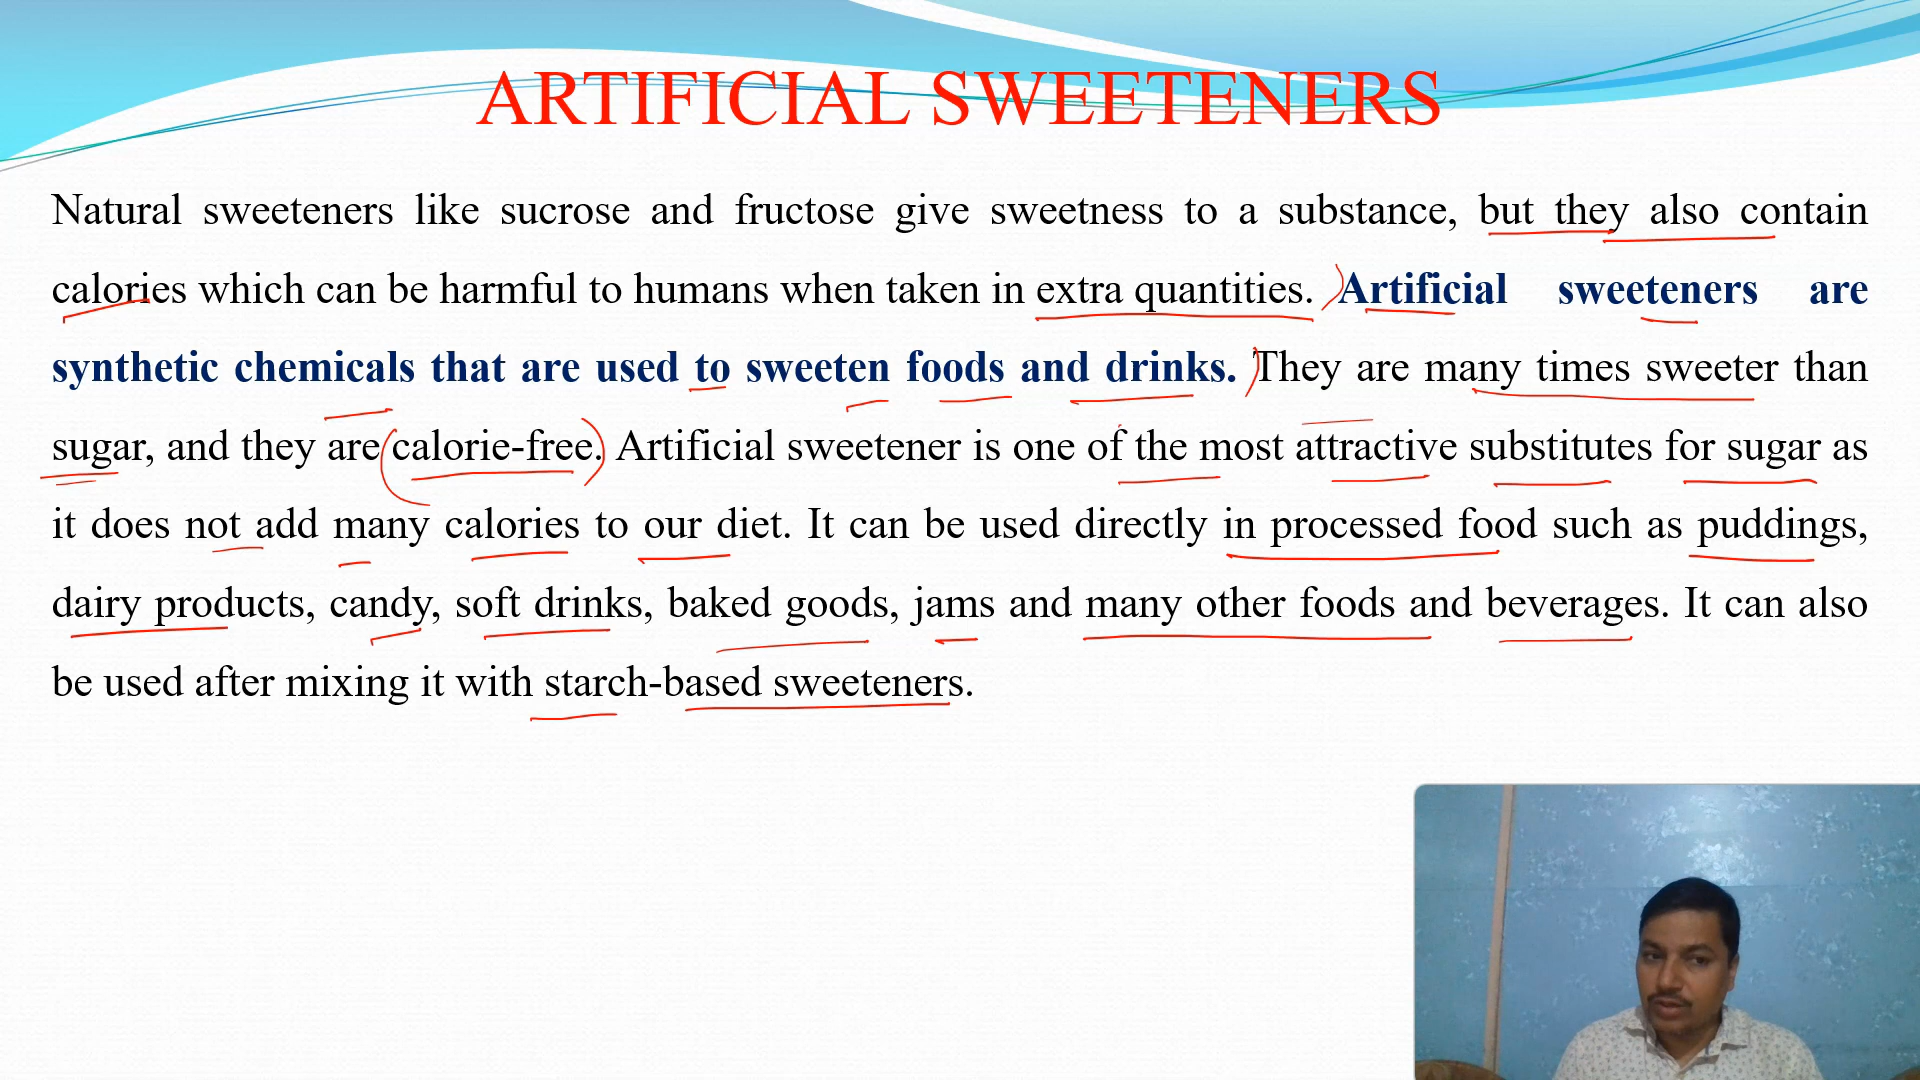 ARTIFICIAL SWEETENERS
Natural sweeteners like sucrose and fructose give sweetness to a substance, but they also contain
calories which can be harmful to humans when taken in extra quantities. Artificial sweeteners are
synthetic chemicals that are used to sweeten foods and drinks. They are many times sweeter than
sugar, and they are calorie-free. Artificial sweetener is one of the most attractive substitutes for sugar as
it does not add many calories to our diet. It can be used directly in processed food such as puddings,
dairy products, candy, soft drinks, baked goods, jams and many other foods and beverages. It can also
be used after mixing it with starch-based sweeteners.